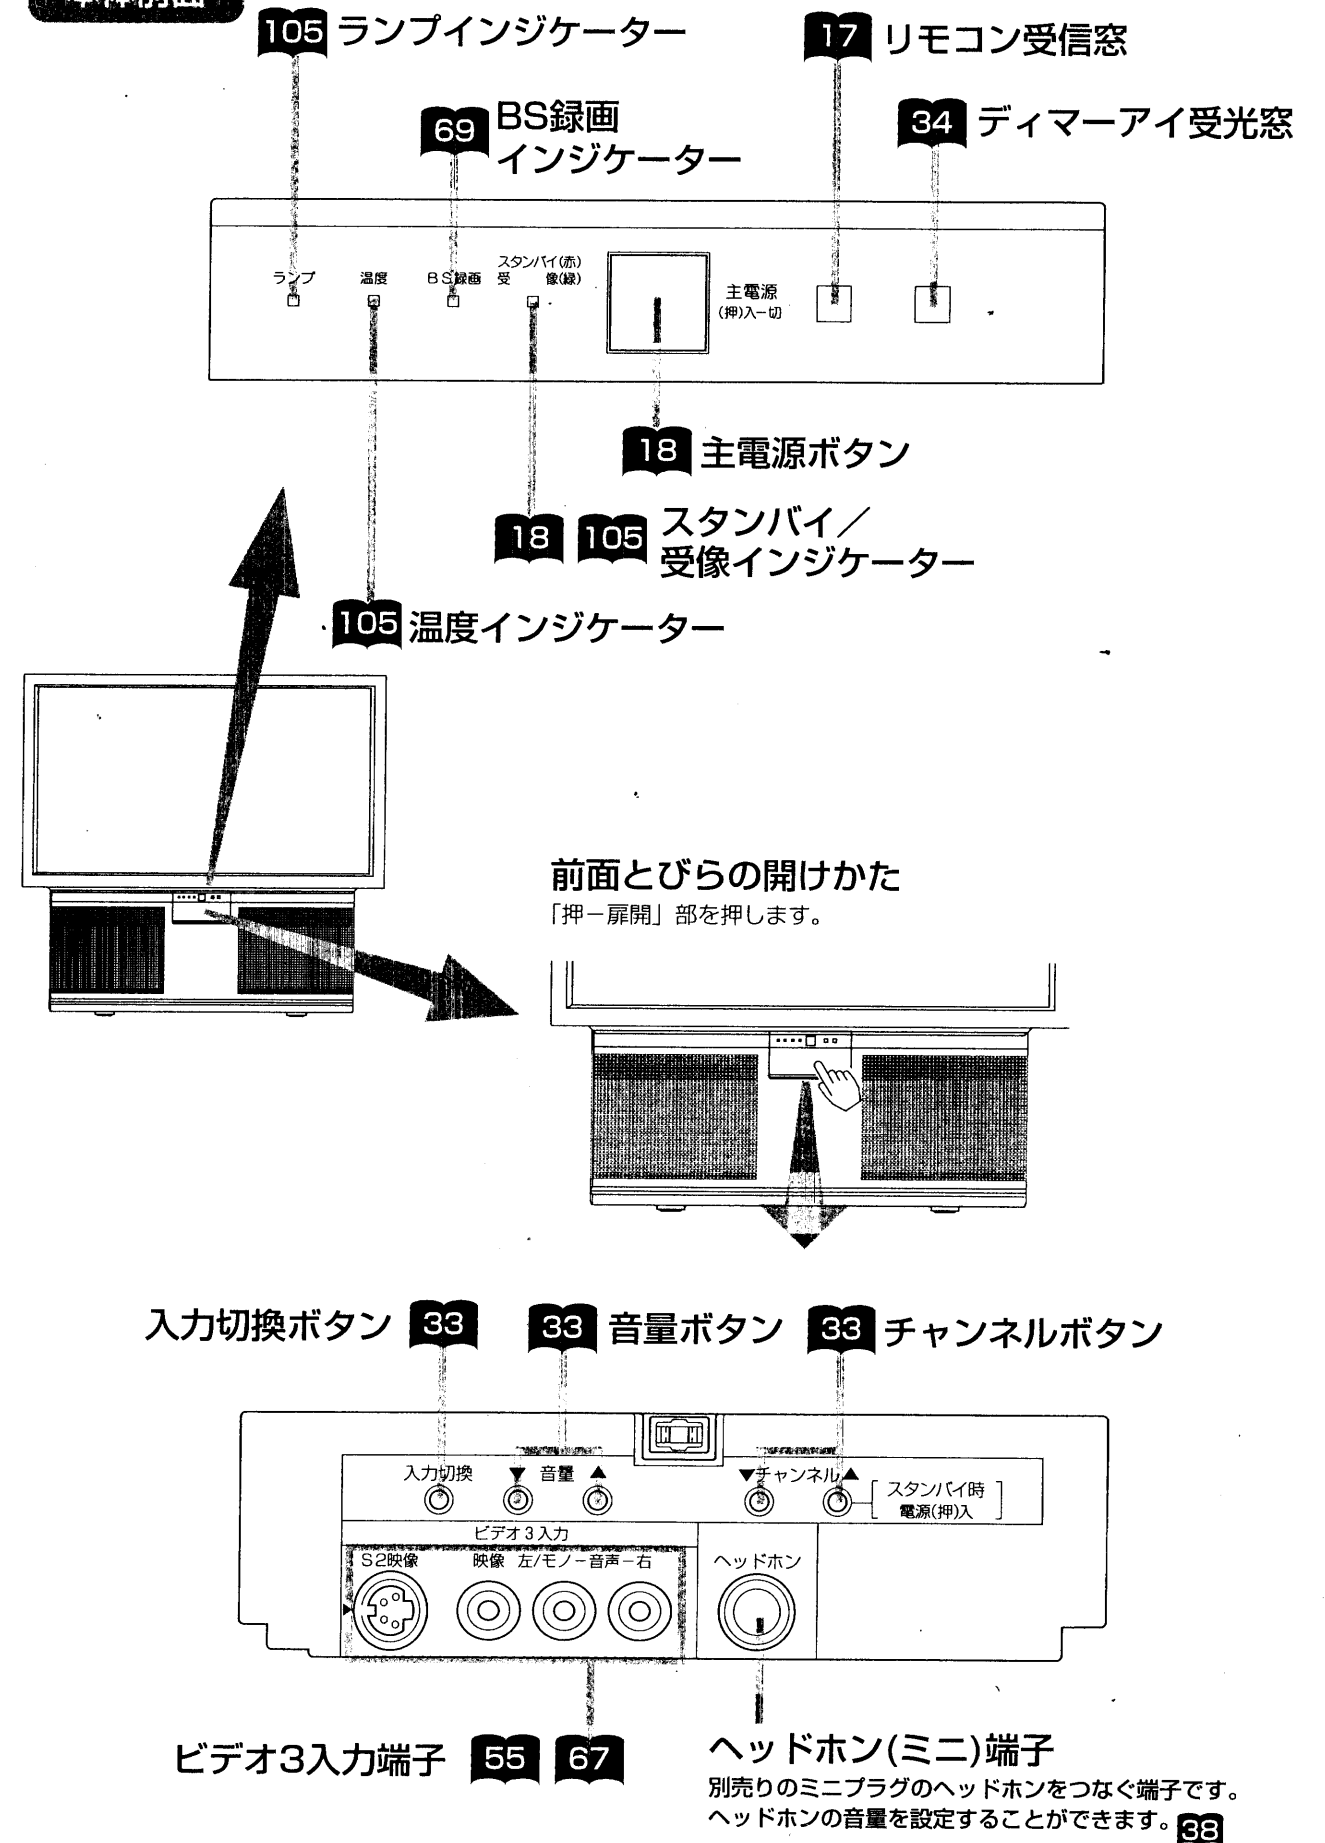 105 ランプインジケーター
17 リモコン受信窓
69 BS録画
インジケーター
34 ディマーアイ受光窓
ランプ
温度
BS録画
スタンバイ(赤)
受 像(緑)
主電源
(押)入－切
18 主電源ボタン
18 105 スタンバイ／
受像インジケーター
105 温度インジケーター
前面とびらの開けかた
「押－扉開」部を押します。
入力切換ボタン 33
33 音量ボタン
33 チャンネルボタン
入力切換
▼ 音量 ▲
▼チャンネル▲
スタンバイ時
電源(押)入
ビデオ3入力
S2映像
映像 左/モノ－音声－右
ヘッドホン
ビデオ3入力端子 55 67
ヘッドホン(ミニ)端子
別売りのミニプラグのヘッドホンをつなぐ端子です。
ヘッドホンの音量を設定することができます。38